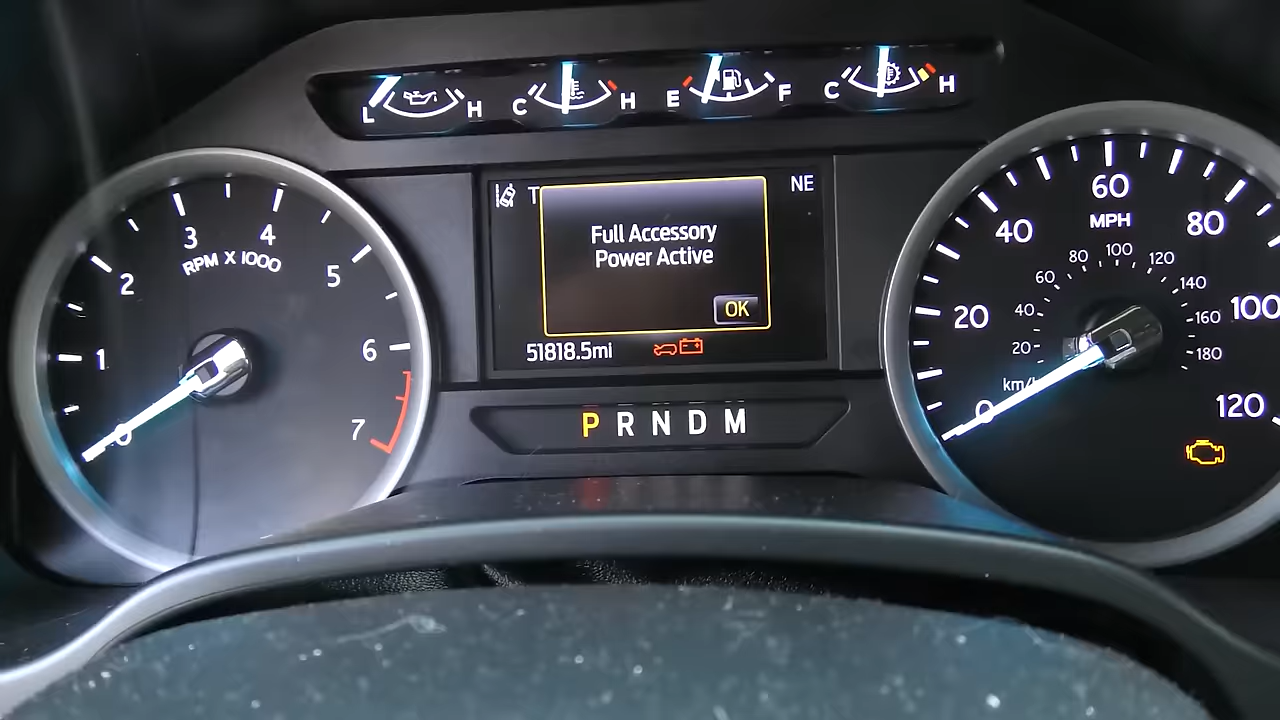 L H C H E F C H
T NE
Full Accessory
Power Active
OK
51818.5mi
P R N D M
0 1 2 3 4 5 6 7
RPM X 1000
0 20 40 60 80 100 120
MPH
20 40 60 80 100 120 140 160 180
km/